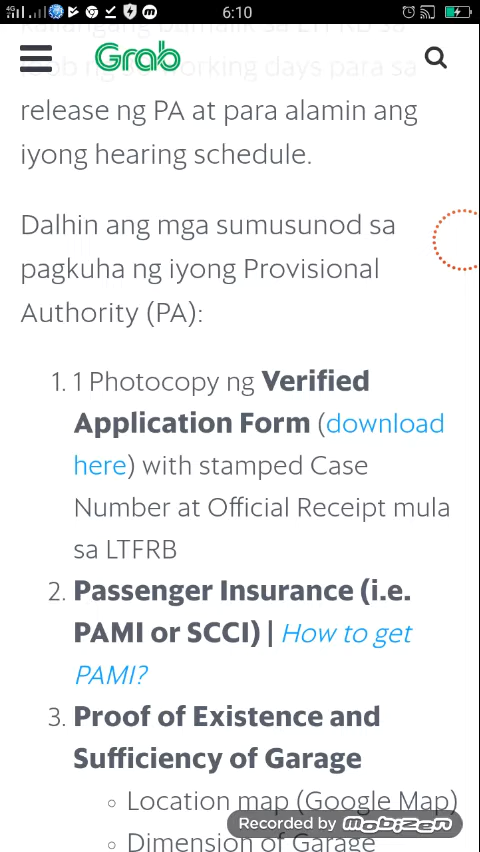 6:10
Grab
release ng PA at para alamin ang
iyong hearing schedule.
Dalhin ang mga sumusunod sa
pagkuha ng iyong Provisional
Authority (PA):
1. 1 Photocopy ng Verified
Application Form (download
here) with stamped Case
Number at Official Receipt mula
sa LTFRB
2. Passenger Insurance (i.e.
PAMI or SCCI) | How to get
PAMI?
3. Proof of Existence and
Sufficiency of Garage
Location map (Google Map)
Recorded by mobizen
Dimension of Garage